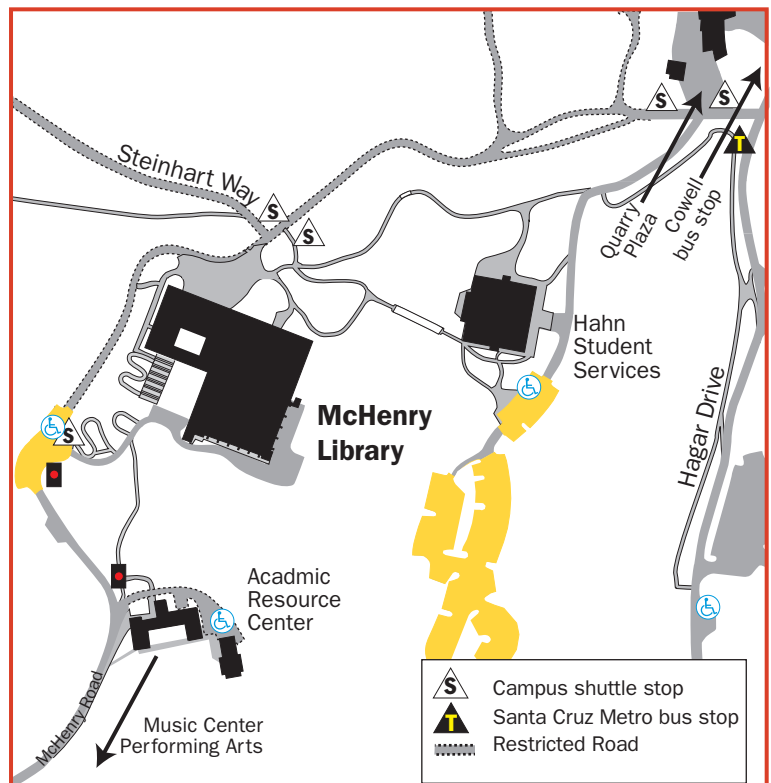 S
S
T
Steinhart Way
S
S
Quarry
Plaza
Cowell
bus stop
Hahn
Student
Services
McHenry
Library
S
Hagar Drive
Acadmic
Resource
Center
McHenry Road
Music Center
Performing Arts
S Campus shuttle stop
T Santa Cruz Metro bus stop
Restricted Road